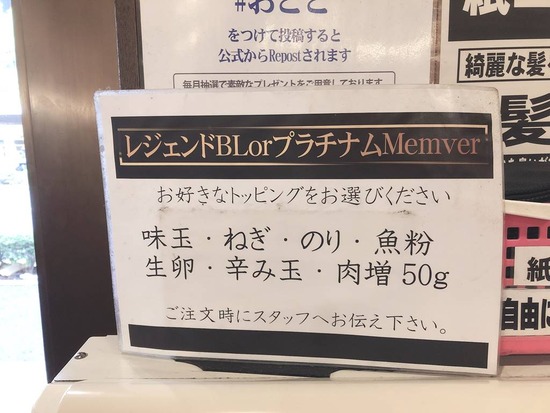 #おとこ
をつけて投稿すると
公式からRepostされます
毎月抽選で素敵なプレゼントをご用意しております
綺麗な髪
髪
レジェンドBLorプラチナムMemver
お好きなトッピングをお選びください
味玉・ねぎ・のり・魚粉
生卵・辛み玉・肉増50g
ご注文時にスタッフへお伝え下さい。
紙
自由に